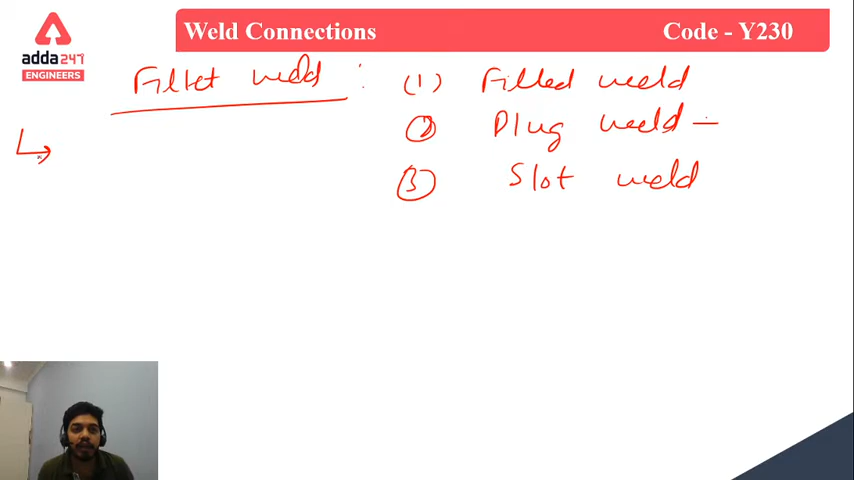 Weld Connections Code - Y230
adda247
ENGINEERS
Fillet weld : (1) Filled weld
(2) Plug weld -
(3) Slot weld